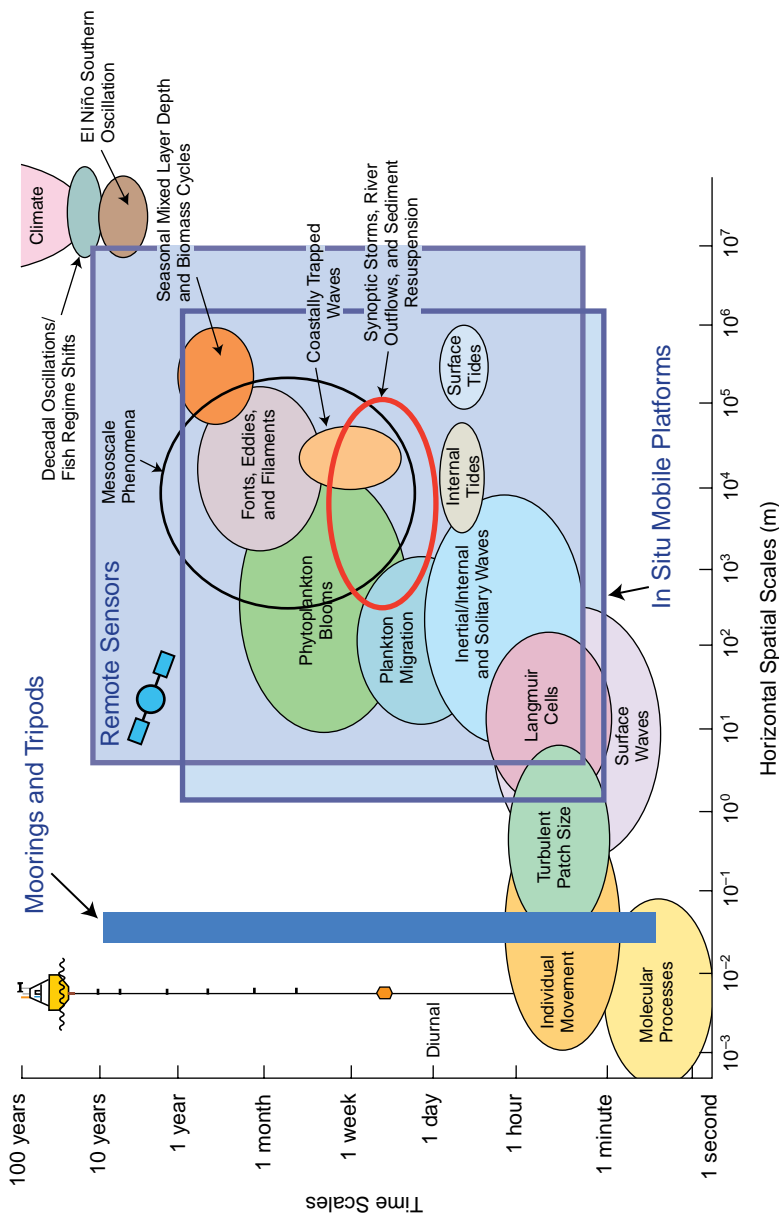 100 years
10 years
1 year
1 month
1 week
1 day
1 hour
1 minute
1 second
Time Scales
Moorings and Tripods
Remote Sensors
In Situ Mobile Platforms
Climate
Decadal Oscillations/
Fish Regime Shifts
El Niño Southern
Oscillation
Mesoscale
Phenomena
Seasonal Mixed Layer Depth
and Biomass Cycles
Fonts, Eddies,
and Filaments
Coastally Trapped
Waves
Synoptic Storms, River
Outflows, and Sediment
Resuspension
Phytoplankton
Blooms
Plankton
Migration
Internal
Tides
Surface
Tides
Inertial/Internal
and Solitary Waves
Langmuir
Cells
Surface
Waves
Turbulent
Patch Size
Diurnal
Individual
Movement
Molecular
Processes
10⁻³
10⁻²
10⁻¹
10⁰
10¹
10²
10³
10⁴
10⁵
10⁶
10⁷
Horizontal Spatial Scales (m)